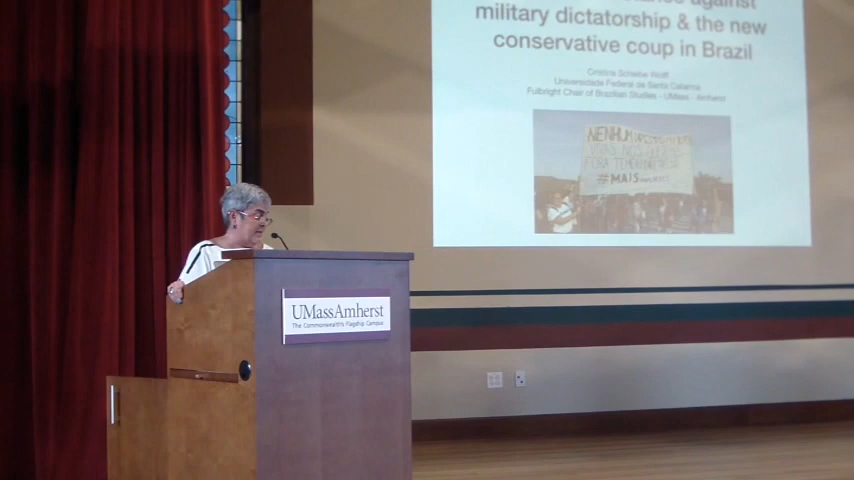 against
military dictatorship & the new
conservative coup in Brazil
Cristina Scheibe Wolff
Universidade Federal de Santa Catarina
Fulbright Chair of Brazilian Studies - UMass - Amherst
NENHUM
FORA TEMER
#MAIS
UMassAmherst
The Commonwealth's Flagship Campus